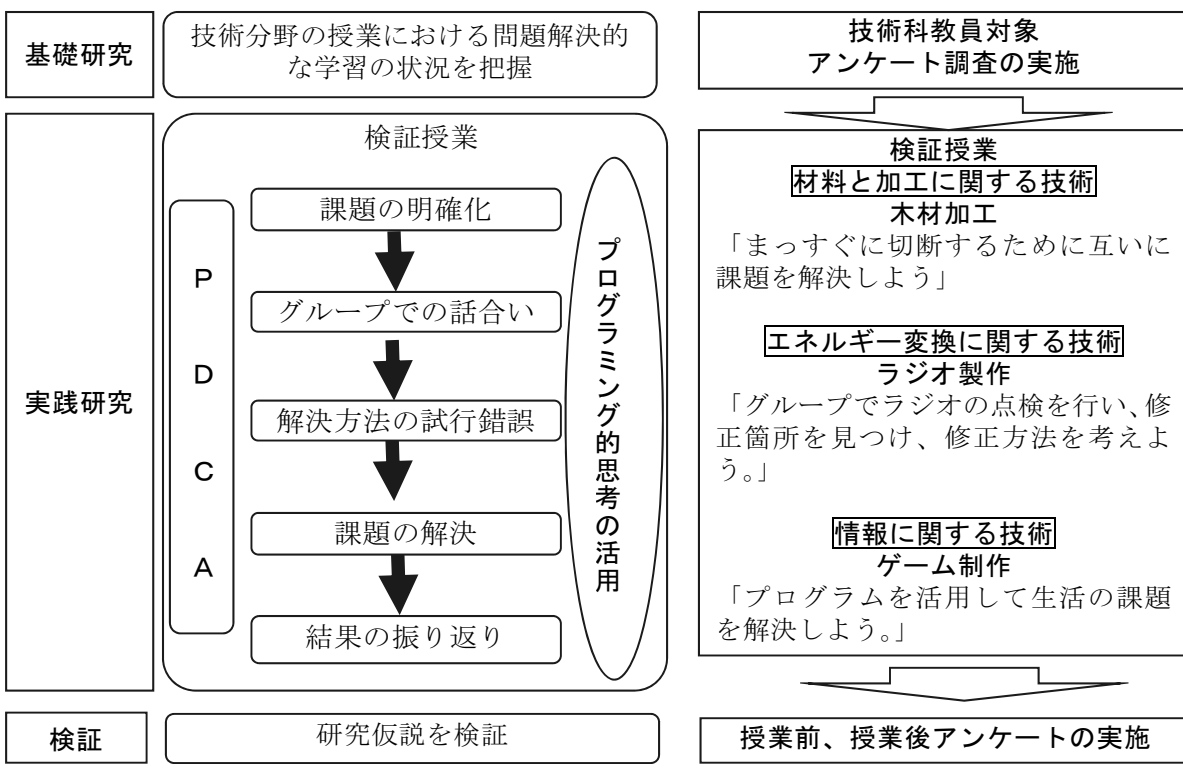 基礎研究
技術分野の授業における問題解決的
な学習の状況を把握
技術科教員対象
アンケート調査の実施
実践研究
検証授業
P
D
C
A
課題の明確化
グループでの話合い
解決方法の試行錯誤
課題の解決
結果の振り返り
プログラミング的思考の活用
検証授業
材料と加工に関する技術
木材加工
「まっすぐに切断するために互いに
課題を解決しよう」
エネルギー変換に関する技術
ラジオ製作
「グループでラジオの点検を行い、修
正箇所を見つけ、修正方法を考えよ
う。」
情報に関する技術
ゲーム制作
「プログラムを活用して生活の課題
を解決しよう。」
検証
研究仮説を検証
授業前、授業後アンケートの実施